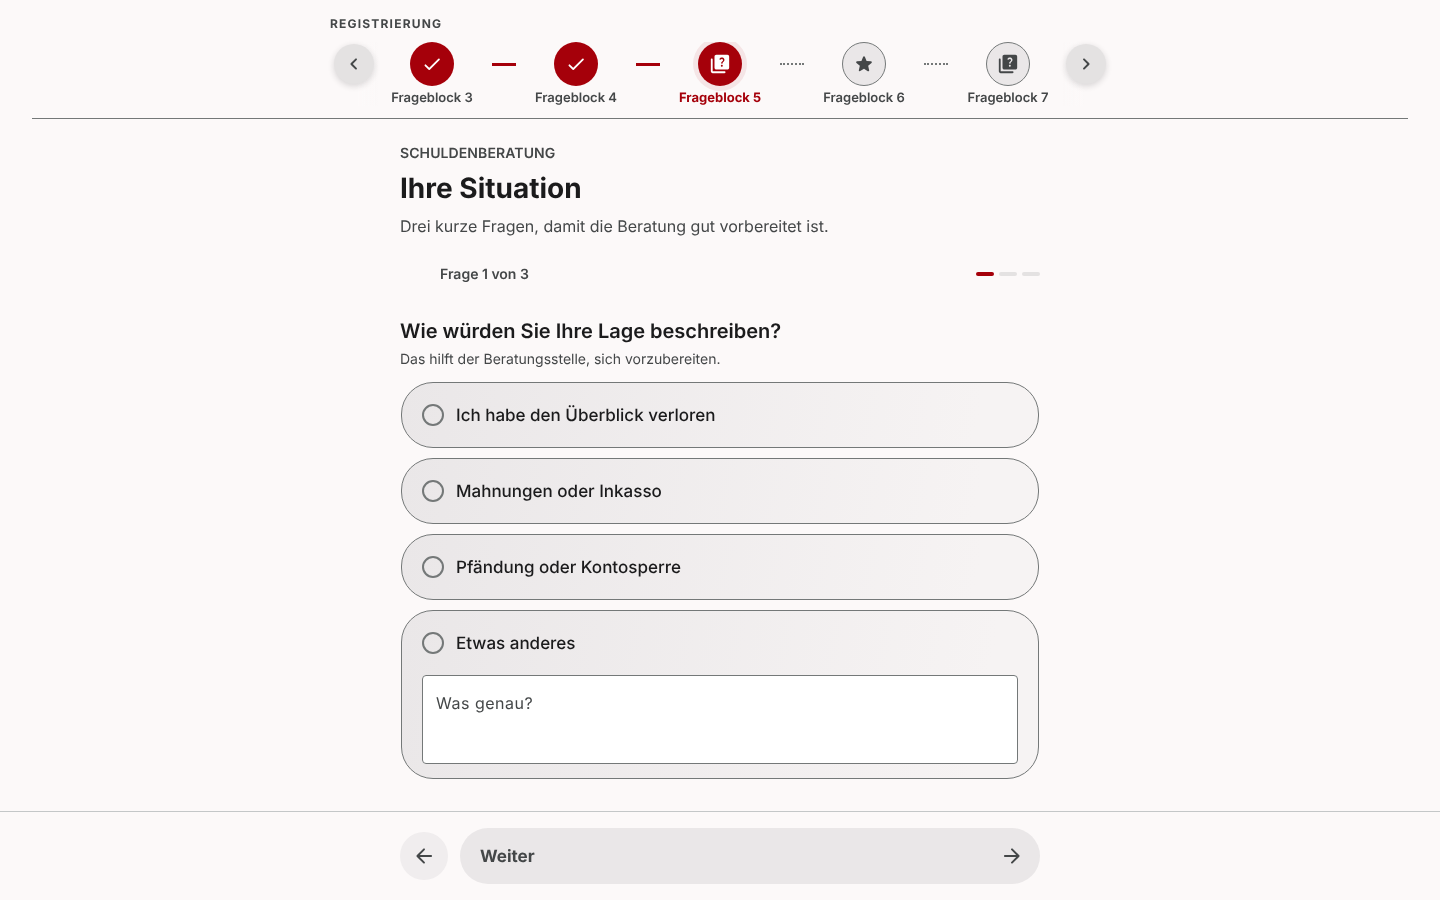 REGISTRIERUNG
Frageblock 3
Frageblock 4
Frageblock 5
Frageblock 6
Frageblock 7
SCHULDENBERATUNG
Ihre Situation
Drei kurze Fragen, damit die Beratung gut vorbereitet ist.
Frage 1 von 3
Wie würden Sie Ihre Lage beschreiben?
Das hilft der Beratungsstelle, sich vorzubereiten.
Ich habe den Überblick verloren
Mahnungen oder Inkasso
Pfändung oder Kontosperre
Etwas anderes
Was genau?
Weiter